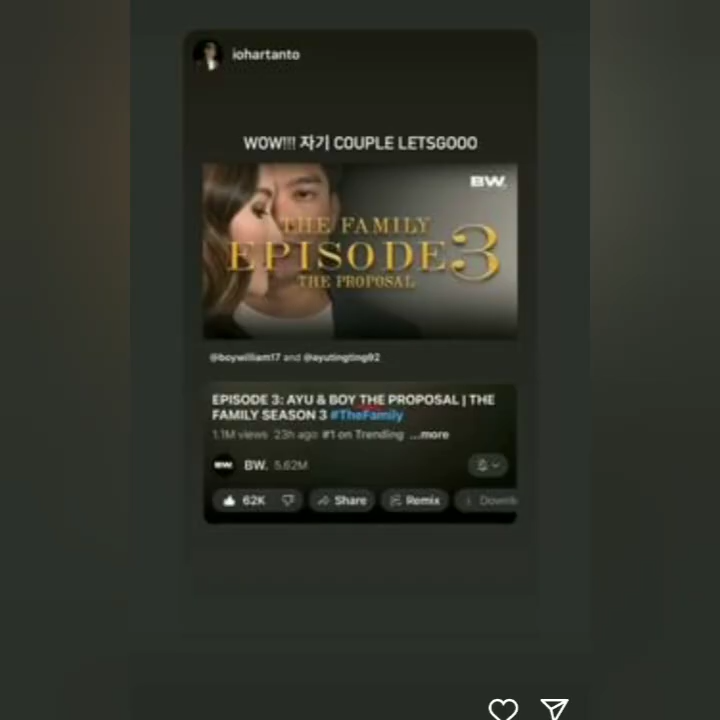 iohartanto
WOW!!! 자기 COUPLE LETSGOOO
BW.
THE FAMILY
EPISODE 3
THE PROPOSAL
@boywilliam17 and @ayutingting92
EPISODE 3: AYU & BOY THE PROPOSAL | THE
FAMILY SEASON 3 #TheFamily
1.1M views 23h ago #1 on Trending ...more
BW. BW. 5.62M
62K Share Remix Downl